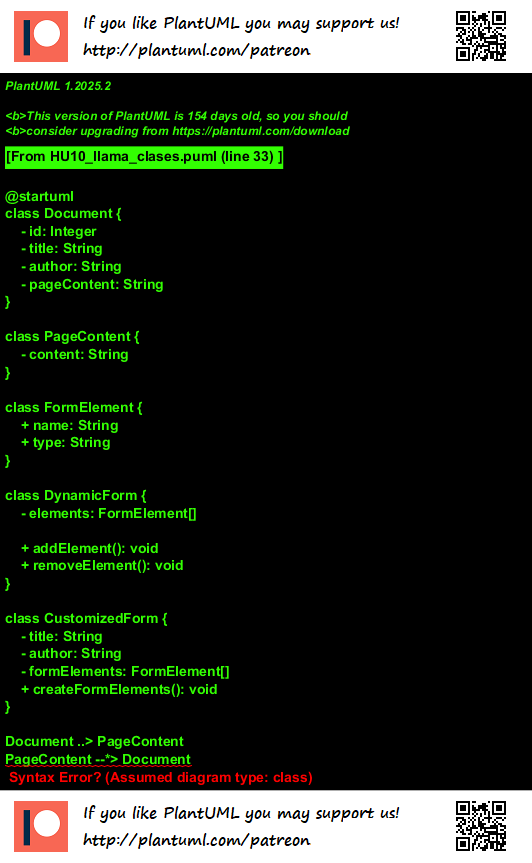 If you like PlantUML you may support us!
http://plantuml.com/patreon
PlantUML 1.2025.2
<b>This version of PlantUML is 154 days old, so you should
<b>consider upgrading from https://plantuml.com/download
[From HU10_llama_clases.puml (line 33) ]
@startuml
class Document {
- id: Integer
- title: String
- author: String
- pageContent: String
}
class PageContent {
- content: String
}
class FormElement {
+ name: String
+ type: String
}
class DynamicForm {
- elements: FormElement[]
+ addElement(): void
+ removeElement(): void
}
class CustomizedForm {
- title: String
- author: String
- formElements: FormElement[]
+ createFormElements(): void
}
Document ..> PageContent
PageContent --*> Document
Syntax Error? (Assumed diagram type: class)
If you like PlantUML you may support us!
http://plantuml.com/patreon